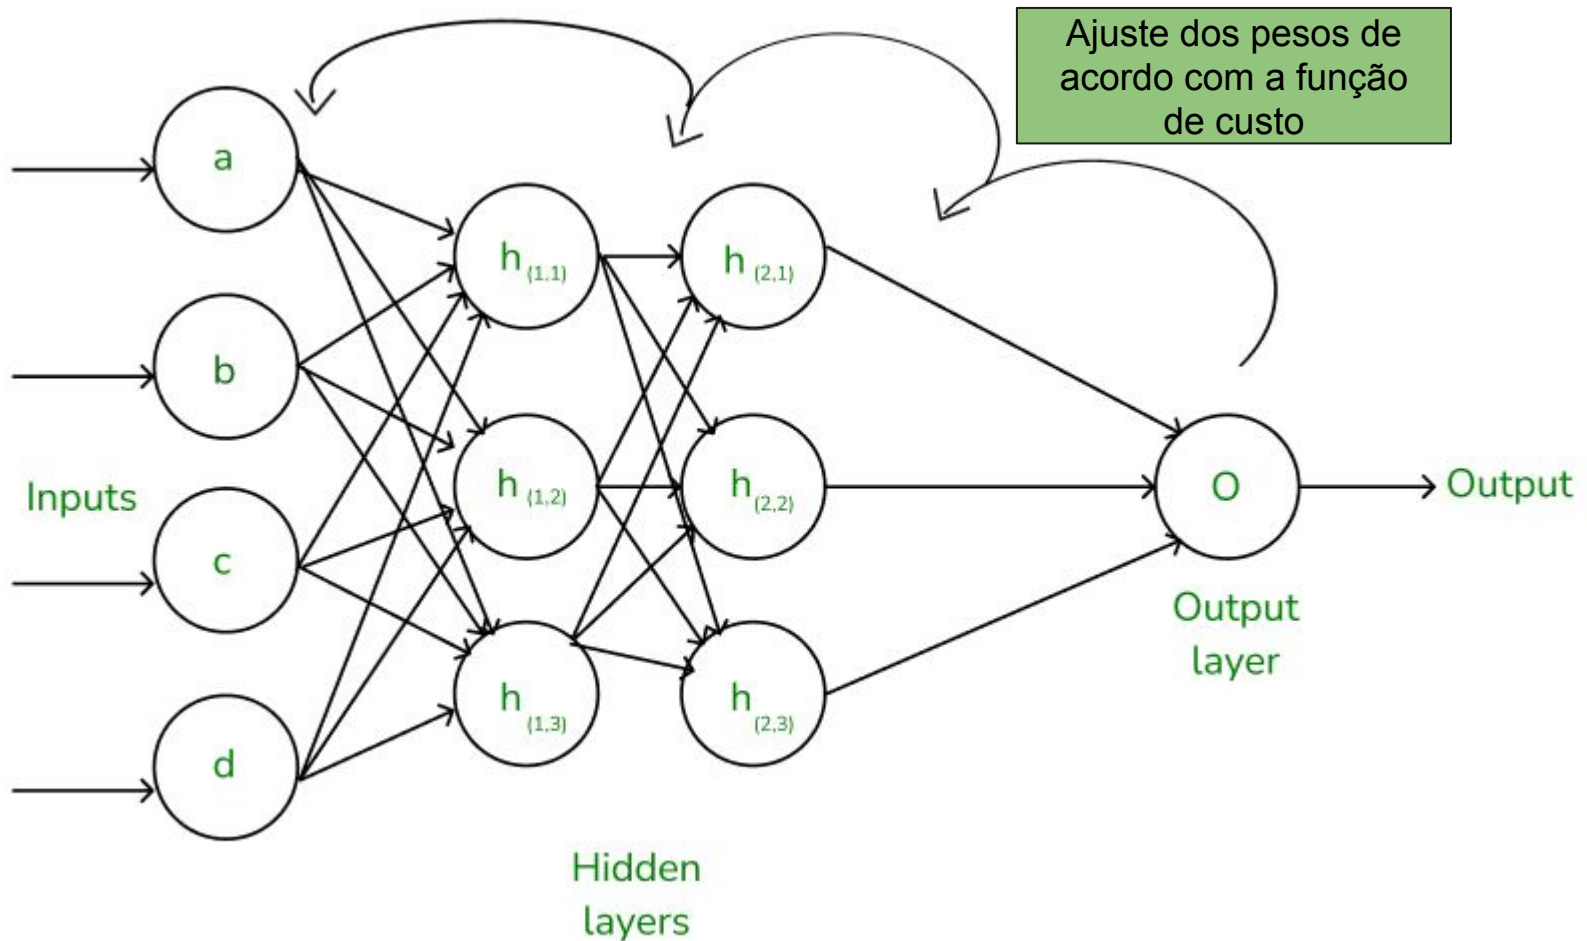 Ajuste dos pesos de
acordo com a função
de custo
a
h (1,1)
h (2,1)
b
Inputs
h (1,2)
h (2,2)
O
Output
c
Output
layer
h (1,3)
h (2,3)
d
Hidden
layers